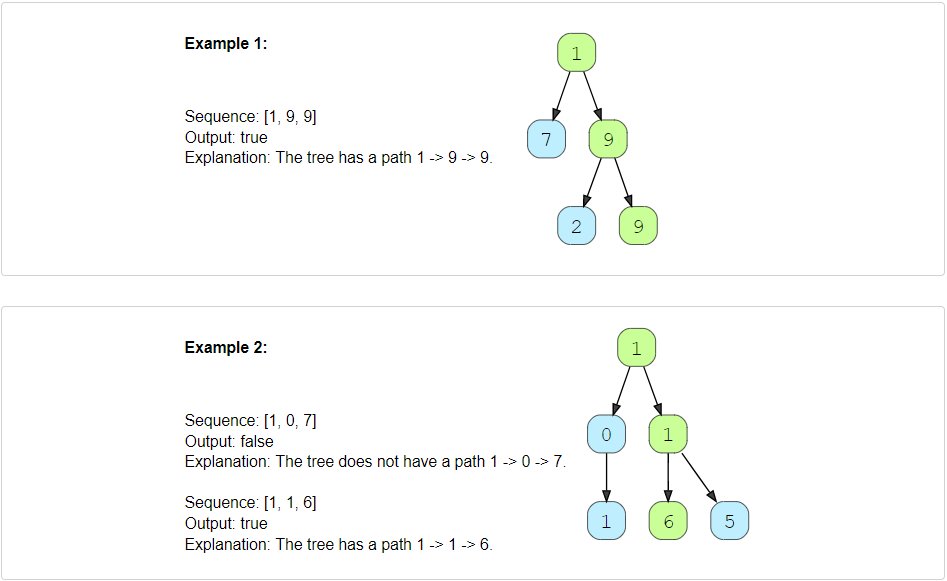 Example 1:
1
Sequence: [1, 9, 9]
Output: true
Explanation: The tree has a path 1 -> 9 -> 9.
7 9
2 9
Example 2:
1
Sequence: [1, 0, 7]
Output: false
Explanation: The tree does not have a path 1 -> 0 -> 7.
0 1
Sequence: [1, 1, 6]
Output: true
Explanation: The tree has a path 1 -> 1 -> 6.
1 6 5